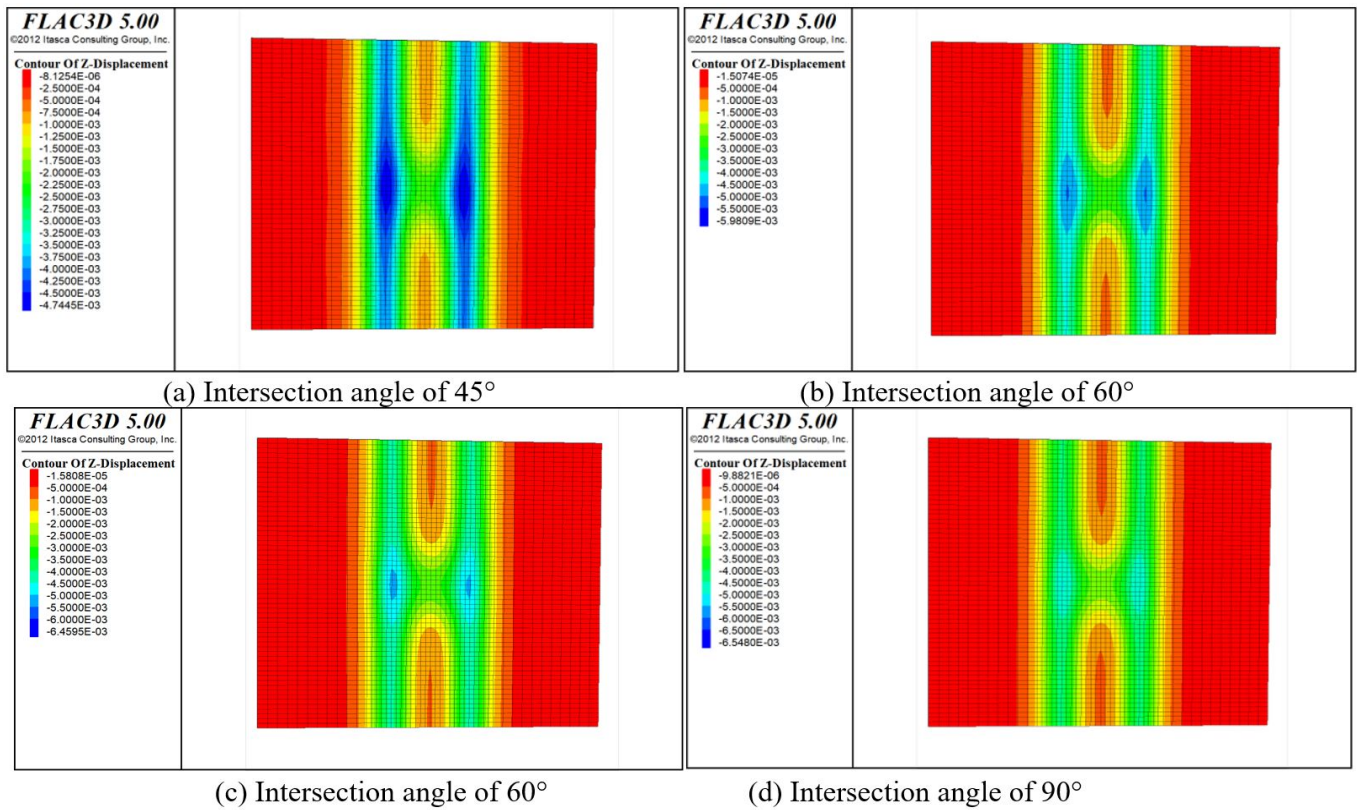 FLAC3D 5.00
©2012 Itasca Consulting Group, Inc.
Contour Of Z-Displacement
-8.1254E-06
-2.5000E-04
-5.0000E-04
-7.5000E-04
-1.0000E-03
-1.2500E-03
-1.5000E-03
-1.7500E-03
-2.0000E-03
-2.2500E-03
-2.5000E-03
-2.7500E-03
-3.0000E-03
-3.2500E-03
-3.5000E-03
-3.7500E-03
-4.0000E-03
-4.2500E-03
-4.5000E-03
-4.7445E-03
(a) Intersection angle of 45°
FLAC3D 5.00
©2012 Itasca Consulting Group, Inc.
Contour Of Z-Displacement
-1.5074E-05
-5.0000E-04
-1.0000E-03
-1.5000E-03
-2.0000E-03
-2.5000E-03
-3.0000E-03
-3.5000E-03
-4.0000E-03
-4.5000E-03
-5.0000E-03
-5.5000E-03
-5.9809E-03
(b) Intersection angle of 60°
FLAC3D 5.00
©2012 Itasca Consulting Group, Inc.
Contour Of Z-Displacement
-1.5808E-05
-5.0000E-04
-1.0000E-03
-1.5000E-03
-2.0000E-03
-2.5000E-03
-3.0000E-03
-3.5000E-03
-4.0000E-03
-4.5000E-03
-5.0000E-03
-5.5000E-03
-6.0000E-03
-6.4595E-03
(c) Intersection angle of 60°
FLAC3D 5.00
©2012 Itasca Consulting Group, Inc.
Contour Of Z-Displacement
-9.8821E-06
-5.0000E-04
-1.0000E-03
-1.5000E-03
-2.0000E-03
-2.5000E-03
-3.0000E-03
-3.5000E-03
-4.0000E-03
-4.5000E-03
-5.0000E-03
-5.5000E-03
-6.0000E-03
-6.5000E-03
-6.5480E-03
(d) Intersection angle of 90°